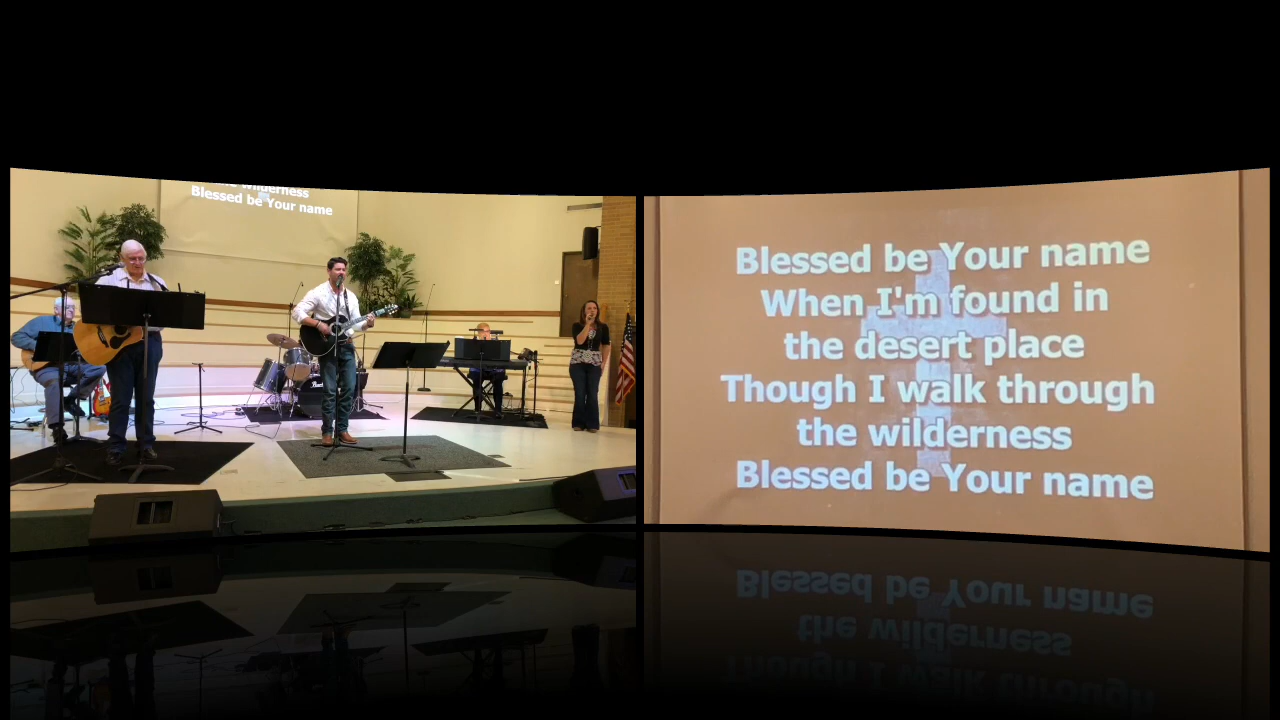 wilderness
Blessed be Your name
Blessed be Your name
When I'm found in
the desert place
Though I walk through
the wilderness
Blessed be Your name